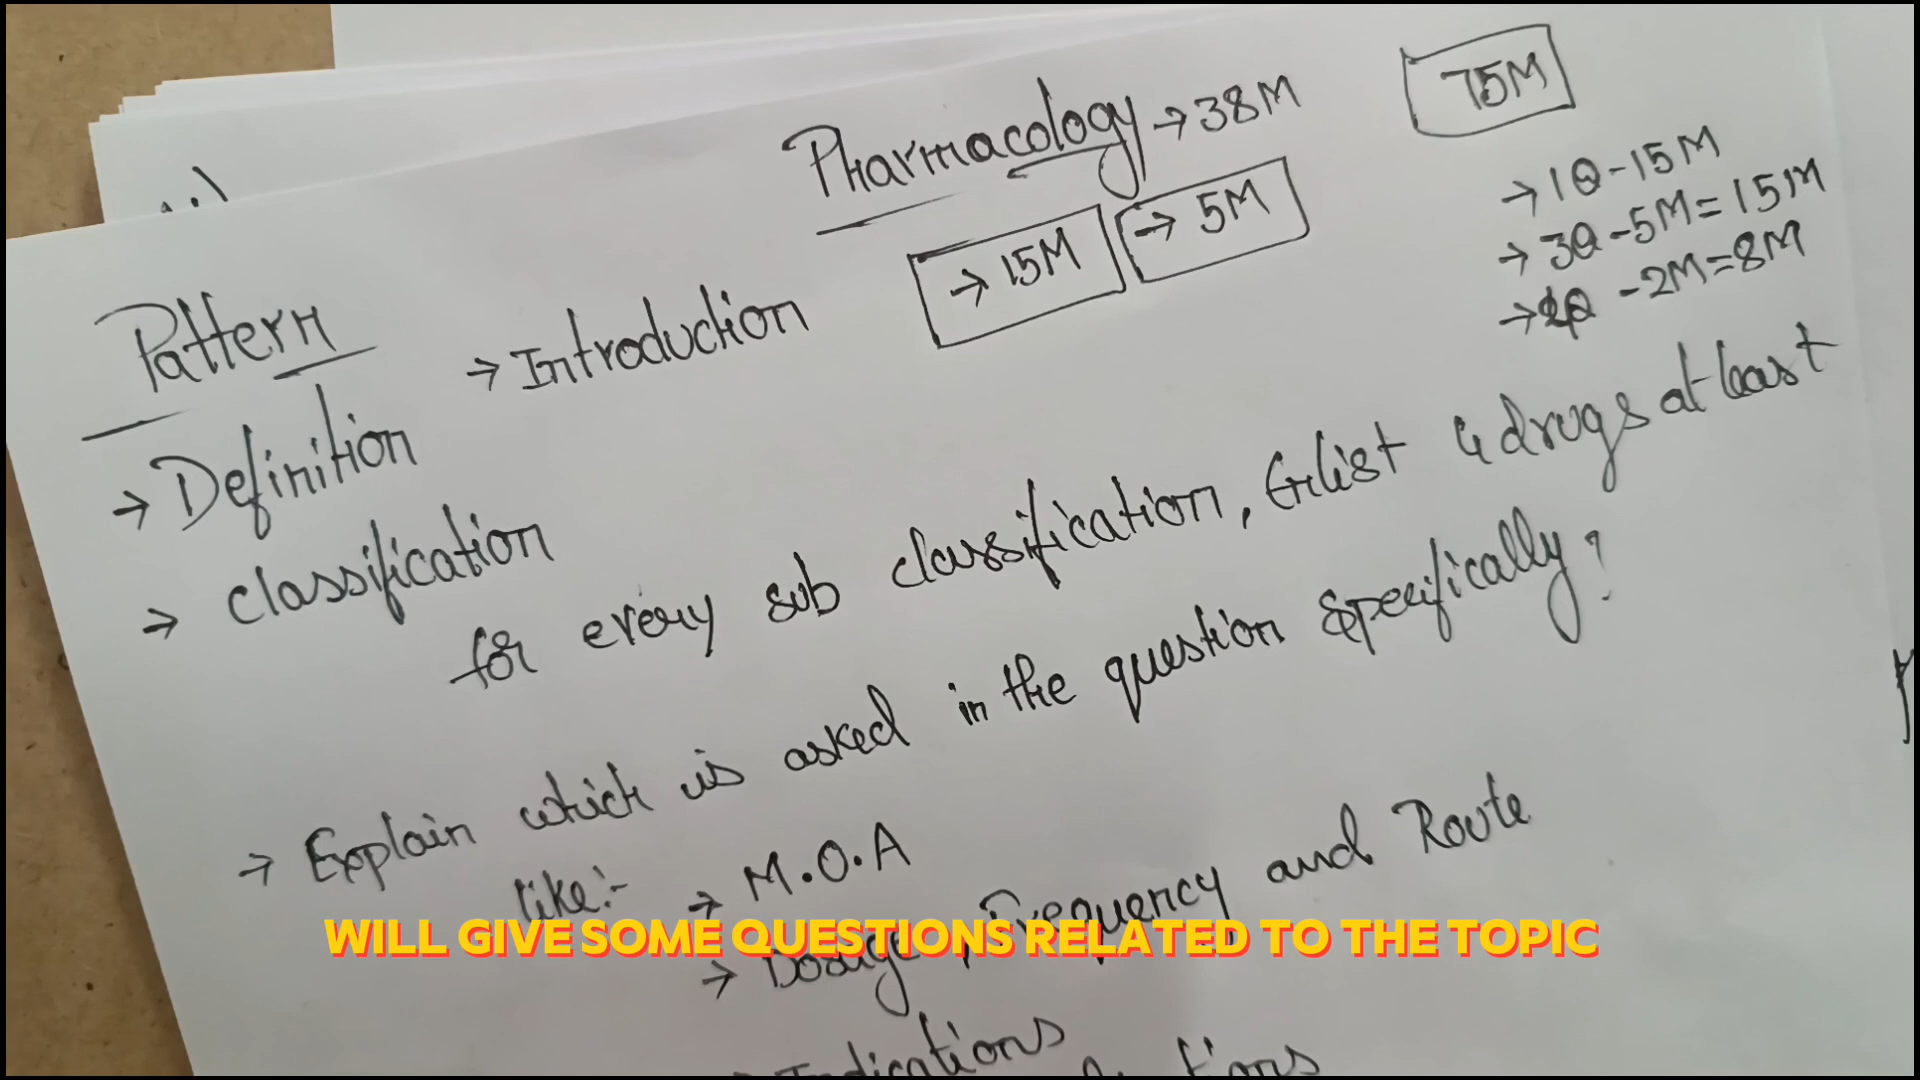 Pharmacology → 38M
75M
→ 15M
→ 5M
→ 1Q - 15M
→ 3Q - 5M = 15M
→ 4Q - 2M = 8M
Pattern
→ Introduction
→ Definition
→ classification
for every sub classification, Enlist 4 drugs at least
→ Explain which is asked in the question specifically?
like:-
→ M.O.A
→ Dosage, Frequency and Route
→ Indications
WILL GIVE SOME QUESTIONS RELATED TO THE TOPIC